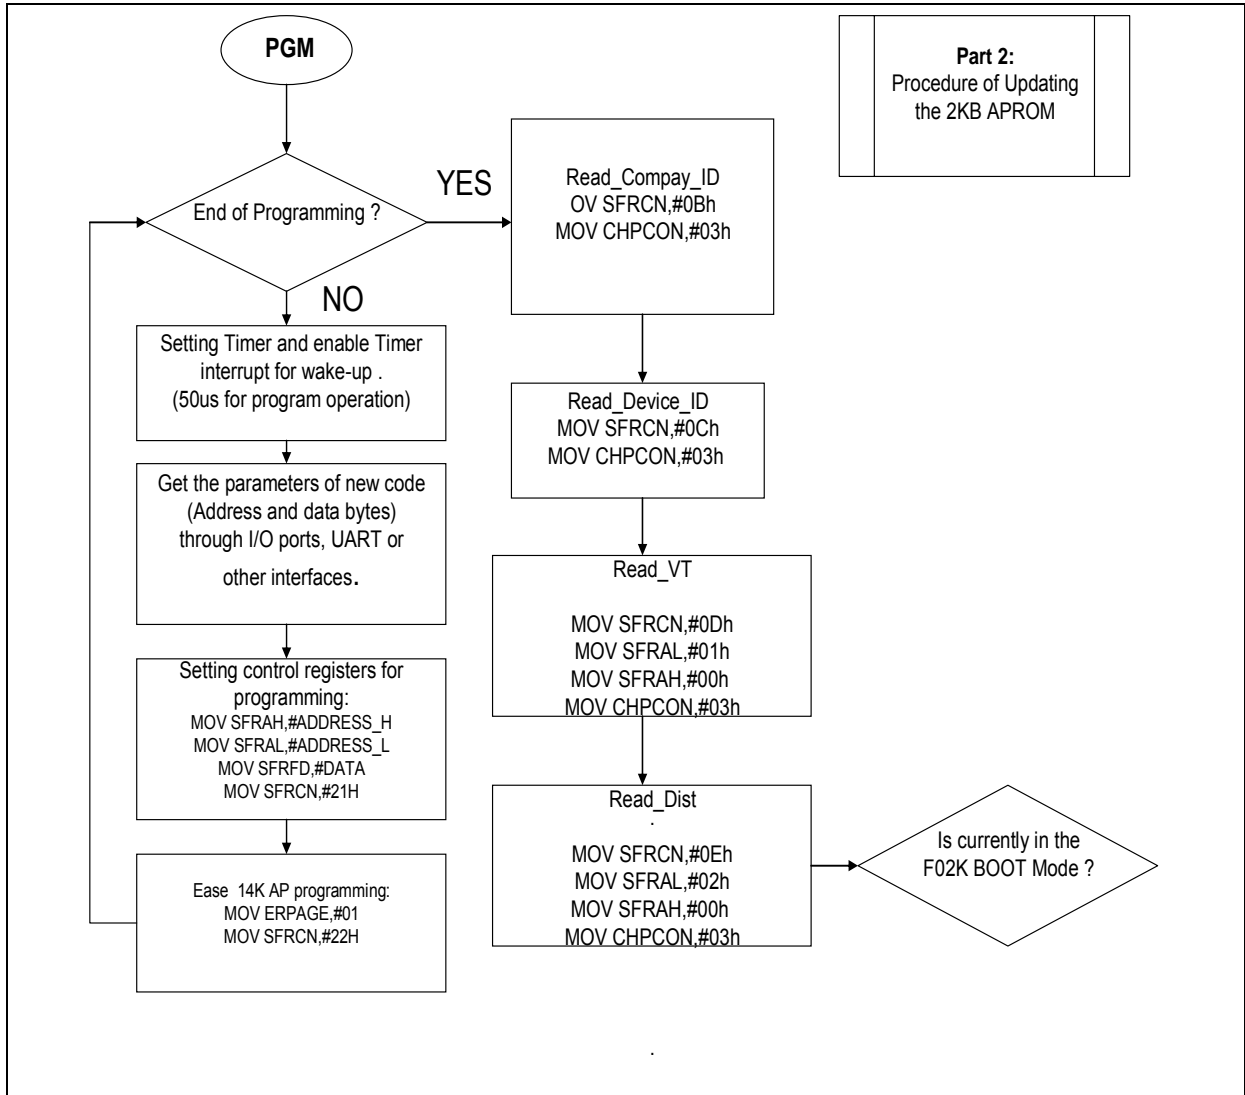 PGM
Part 2:
Procedure of Updating
the 2KB APROM
End of Programming ?
YES
NO
Setting Timer and enable Timer
interrupt for wake-up .
(50us for program operation)
Get the parameters of new code
(Address and data bytes)
through I/O ports, UART or
other interfaces.
Setting control registers for
programming:
MOV SFRAH,#ADDRESS_H
MOV SFRAL,#ADDRESS_L
MOV SFRFD,#DATA
MOV SFRCN,#21H
Ease 14K AP programming:
MOV ERPAGE,#01
MOV SFRCN,#22H
Read_Compay_ID
OV SFRCN,#0Bh
MOV CHPCON,#03h
Read_Device_ID
MOV SFRCN,#0Ch
MOV CHPCON,#03h
Read_VT
MOV SFRCN,#0Dh
MOV SFRAL,#01h
MOV SFRAH,#00h
MOV CHPCON,#03h
Read_Dist
.
MOV SFRCN,#0Eh
MOV SFRAL,#02h
MOV SFRAH,#00h
MOV CHPCON,#03h
Is currently in the
F02K BOOT Mode ?
.